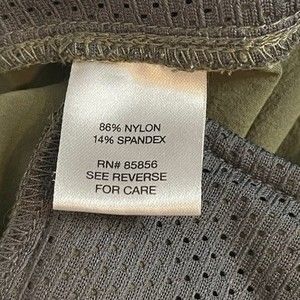 86% NYLON
14% SPANDEX
RN# 85856
SEE REVERSE
FOR CARE